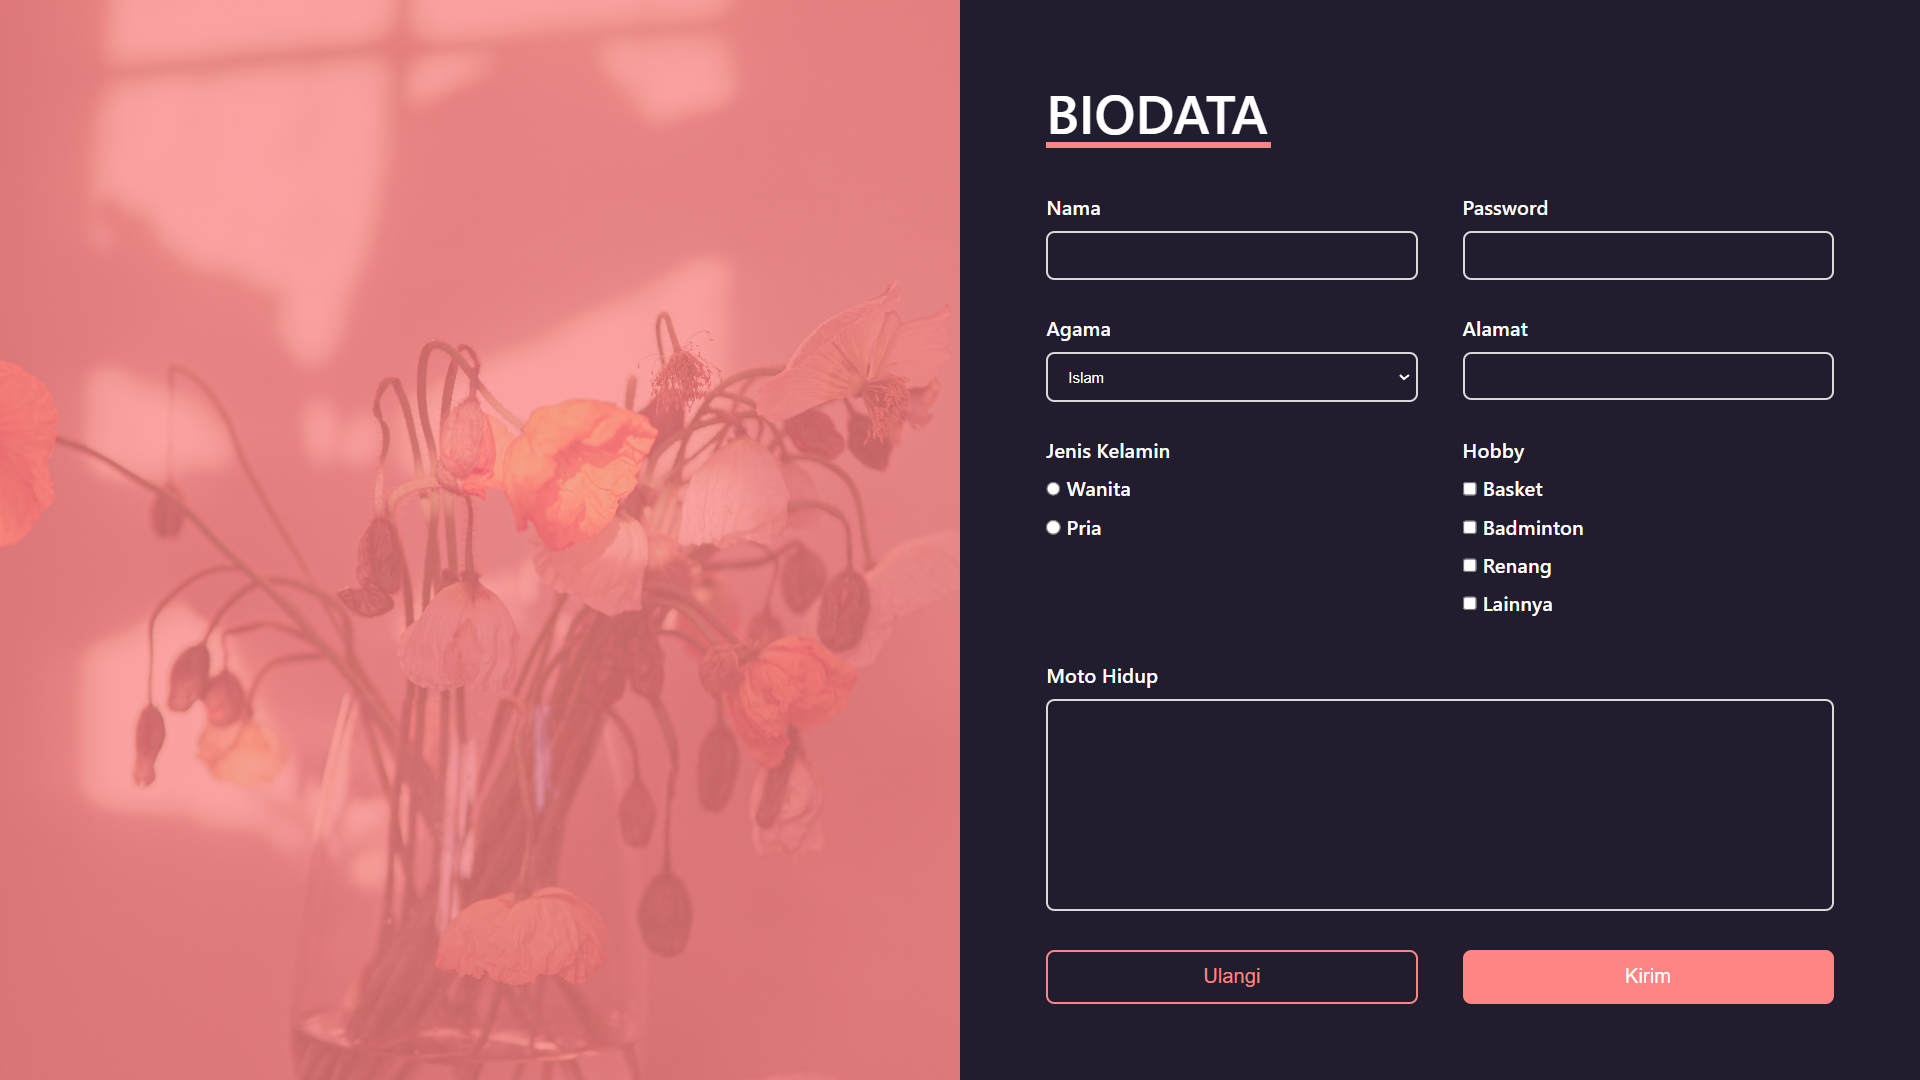 BIODATA
Nama
Password
Agama
Alamat
Islam
Jenis Kelamin
Wanita
Pria
Hobby
Basket
Badminton
Renang
Lainnya
Moto Hidup
Ulangi
Kirim